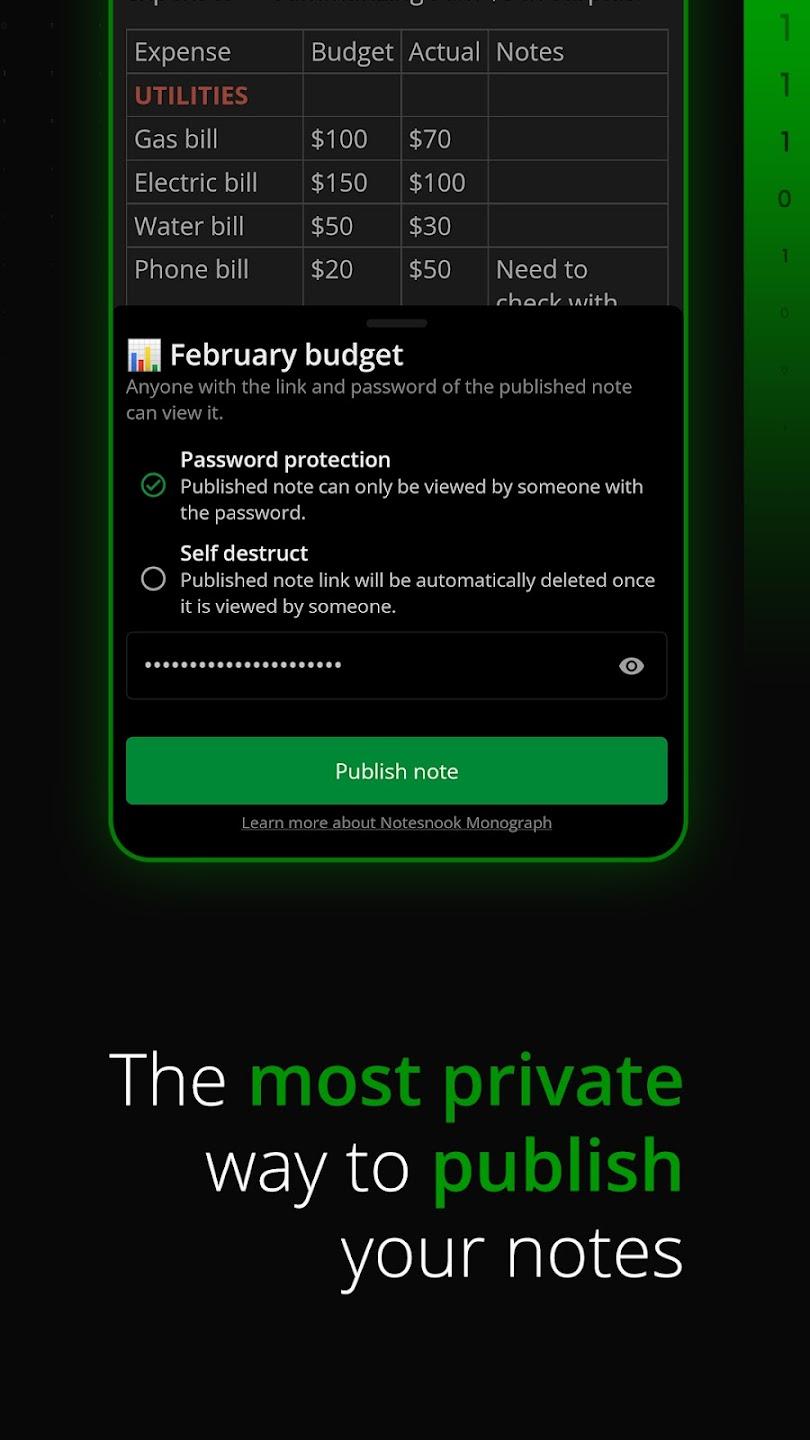 Expense Budget Actual Notes
UTILITIES
Gas bill $100 $70
Electric bill $150 $100
Water bill $50 $30
Phone bill $20 $50 Need to
check with
February budget
Anyone with the link and password of the published note
can view it.
Password protection
Published note can only be viewed by someone with
the password.
Self destruct
Published note link will be automatically deleted once
it is viewed by someone.
••••••••••••••••••••••
Publish note
Learn more about Notesnook Monograph
The most private
way to publish
your notes
1
1
1
0
1
0
0